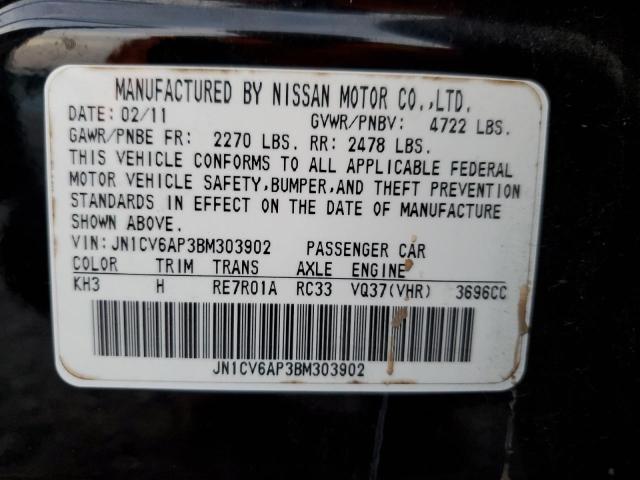 MANUFACTURED BY NISSAN MOTOR CO.,LTD.
DATE: 02/11 GVWR/PNBV: 4722 LBS.
GAWR/PNBE FR: 2270 LBS. RR: 2478 LBS.
THIS VEHICLE CONFORMS TO ALL APPLICABLE FEDERAL
MOTOR VEHICLE SAFETY,BUMPER,AND THEFT PREVENTION
STANDARDS IN EFFECT ON THE DATE OF MANUFACTURE
SHOWN ABOVE.
VIN: JN1CV6AP3BM303902 PASSENGER CAR
COLOR TRIM TRANS AXLE ENGINE
KH3 H RE7R01A RC33 VQ37(VHR) 3696CC
JN1CV6AP3BM303902